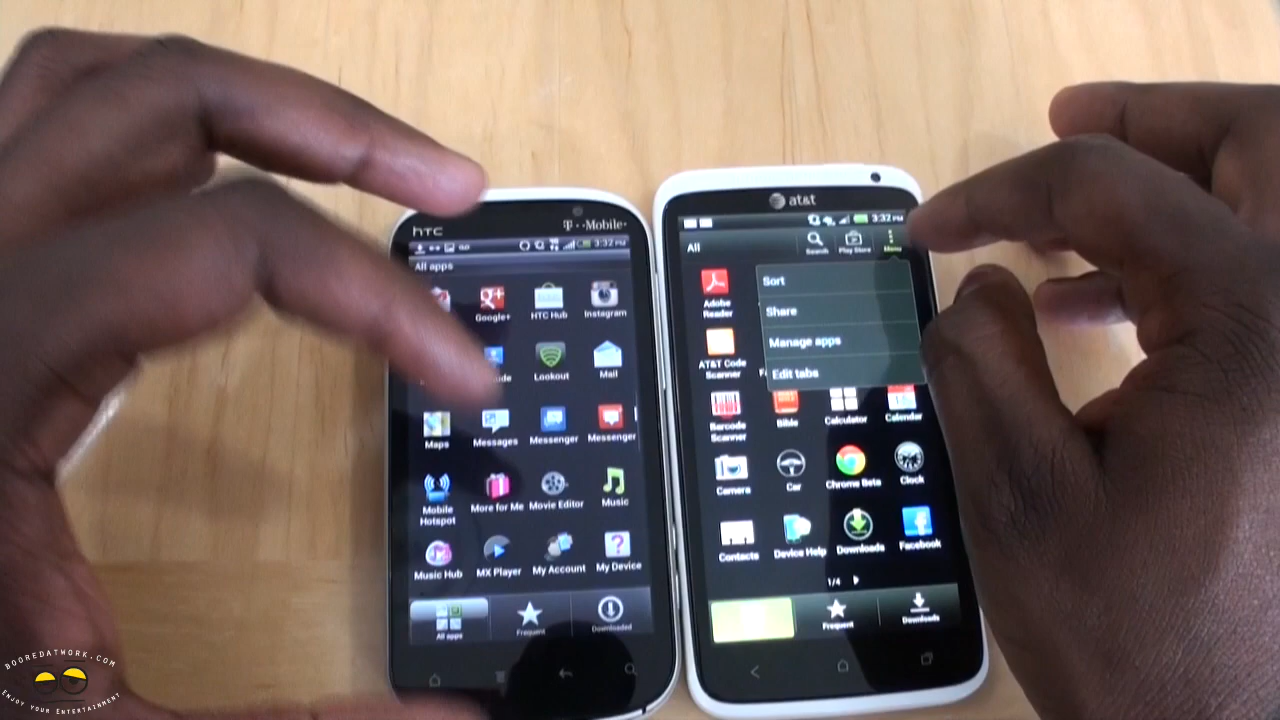 hTC
T··Mobile·
3:32 PM
All apps
Google+
HTC Hub
Instagram
Lookout
Mail
Maps
Messages
Messenger
Messenger
Mobile
Hotspot
More for Me
Movie Editor
Music
Music Hub
MX Player
My Account
My Device
All apps
Frequent
Downloaded
at&t
3:32 PM
All
Search
Play Store
Menu
Sort
Share
Manage apps
Edit tabs
Adobe
Reader
AT&T Code
Scanner
Barcode
Scanner
Bible
Calculator
Calendar
Camera
Car
Chrome Beta
Clock
Contacts
Device Help
Downloads
Facebook
1/4
Frequent
Downloads
BOOREDATWORK.COM
ENJOY YOUR ENTERTAINMENT